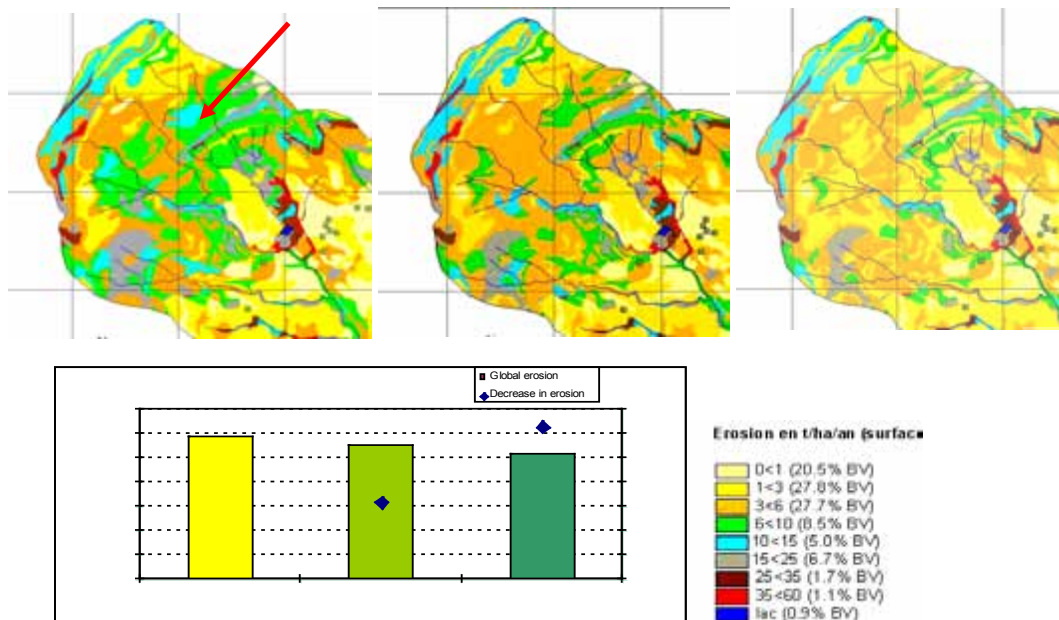 Global erosion
Decrease in erosion
Erosion en t/ha/an (surface
0<1 (20.5% BV)
1<3 (27.8% BV)
3<6 (27.7% BV)
6<10 (8.5% BV)
10<15 (5.0% BV)
15<25 (6.7% BV)
25<35 (1.7% BV)
35<60 (1.1% BV)
lac (0.9% BV)